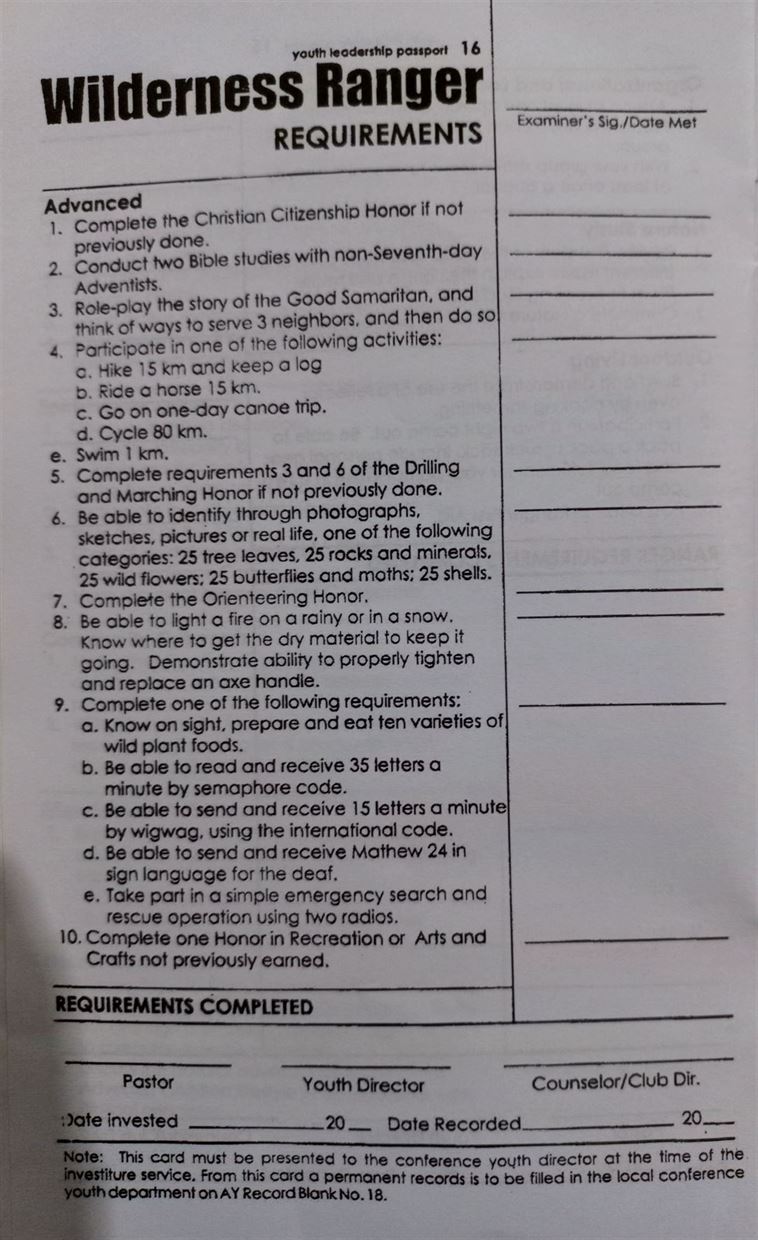 youth leadership passport 16
Wilderness Ranger
REQUIREMENTS
Examiner's Sig./Date Met
Advanced
1. Complete the Christian Citizenship Honor if not
previously done.
2. Conduct two Bible studies with non-Seventh-day
Adventists.
3. Role-play the story of the Good Samaritan, and
think of ways to serve 3 neighbors, and then do so
4. Participate in one of the following activities:
a. Hike 15 km and keep a log
b. Ride a horse 15 km.
c. Go on one-day canoe trip.
d. Cycle 80 km.
e. Swim 1 km.
5. Complete requirements 3 and 6 of the Drilling
and Marching Honor if not previously done.
6. Be able to identify through photographs,
sketches, pictures or real life, one of the following
categories: 25 tree leaves, 25 rocks and minerals,
25 wild flowers; 25 butterflies and moths; 25 shells.
7. Complete the Orienteering Honor.
8. Be able to light a fire on a rainy or in a snow.
Know where to get the dry material to keep it
going. Demonstrate ability to properly tighten
and replace an axe handle.
9. Complete one of the following requirements:
a. Know on sight, prepare and eat ten varieties of
wild plant foods.
b. Be able to read and receive 35 letters a
minute by semaphore code.
c. Be able to send and receive 15 letters a minute
by wigwag, using the international code.
d. Be able to send and receive Mathew 24 in
sign language for the deaf.
e. Take part in a simple emergency search and
rescue operation using two radios.
10. Complete one Honor in Recreation or Arts and
Crafts not previously earned.
REQUIREMENTS COMPLETED
Pastor Youth Director Counselor/Club Dir.
Date invested ____________20__ Date Recorded____________ 20__
Note: This card must be presented to the conference youth director at the time of the
investiture service. From this card a permanent records is to be filled in the local conference
youth department on AY Record Blank No. 18.